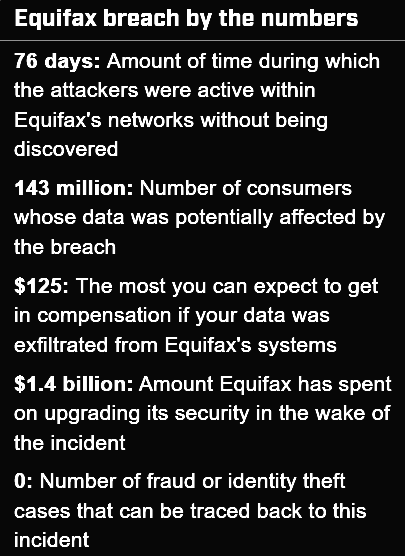 Equifax breach by the numbers
76 days: Amount of time during which
the attackers were active within
Equifax's networks without being
discovered
143 million: Number of consumers
whose data was potentially affected by
the breach
$125: The most you can expect to get
in compensation if your data was
exfiltrated from Equifax's systems
$1.4 billion: Amount Equifax has spent
on upgrading its security in the wake of
the incident
0: Number of fraud or identity theft
cases that can be traced back to this
incident